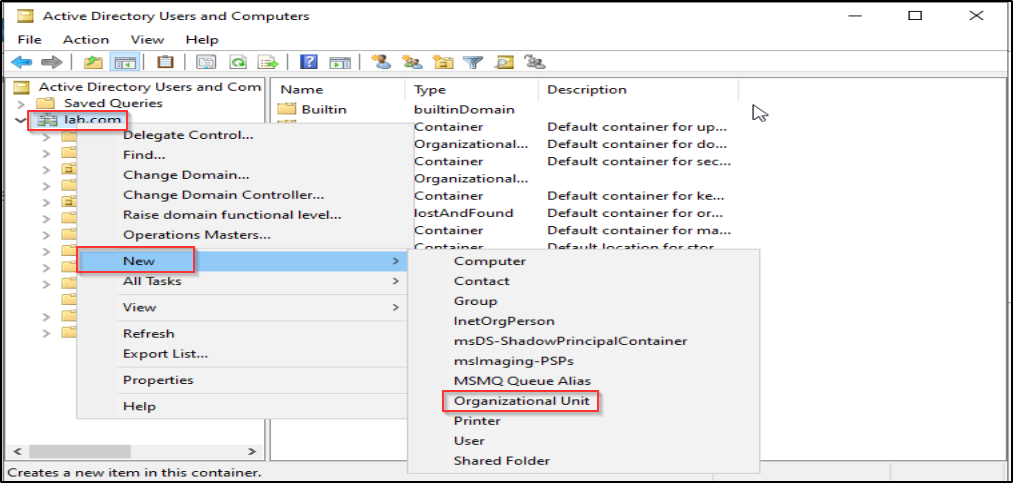 Active Directory Users and Computers
File Action View Help
Active Directory Users and Com
Saved Queries
lab.com
Name Type Description
Builtin builtinDomain
Container Default container for up...
Organizational... Default container for do...
Container Default container for sec...
Organizational...
Container Default container for ke...
lostAndFound Default container for or...
Container Default container for ma...
Container Default location for stor...
Delegate Control...
Find...
Change Domain...
Change Domain Controller...
Raise domain functional level...
Operations Masters...
New
All Tasks
View
Refresh
Export List...
Properties
Help
Computer
Contact
Group
InetOrgPerson
msDS-ShadowPrincipalContainer
msImaging-PSPs
MSMQ Queue Alias
Organizational Unit
Printer
User
Shared Folder
Creates a new item in this container.